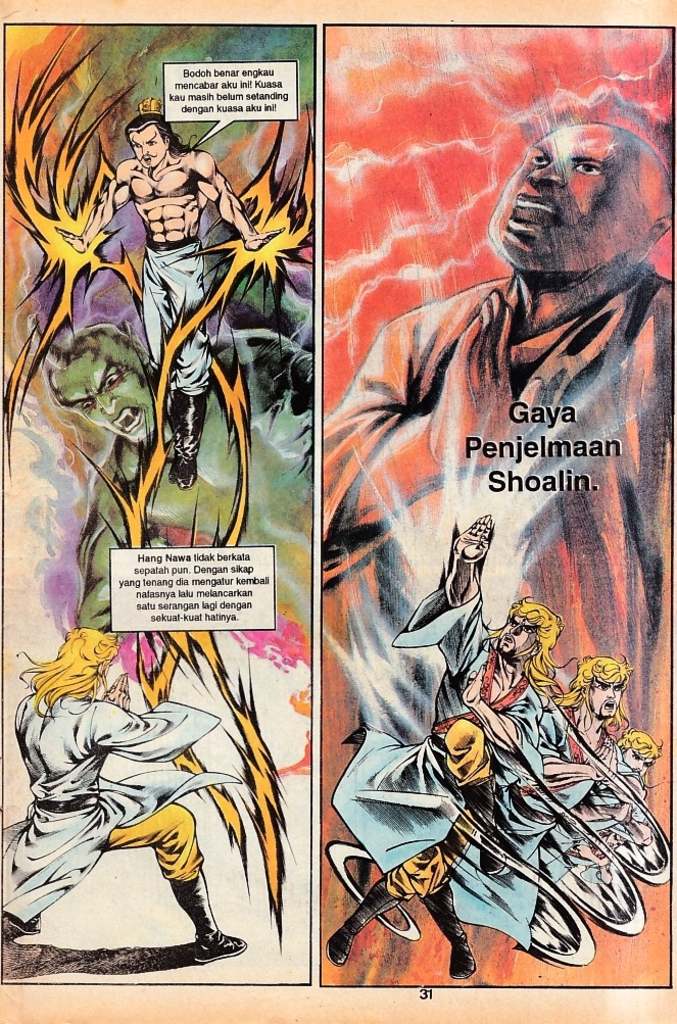 Bodoh benar engkau
mencabar aku ini! Kuasa
kau masih belum setanding
dengan kuasa aku ini!
Hang Nawa tidak berkata
sepatah pun. Dengan sikap
yang tenang dia mengatur kembali
nafasnya lalu melancarkan
satu serangan lagi dengan
sekuat-kuat hatinya.
Gaya
Penjelmaan
Shoalin.
31